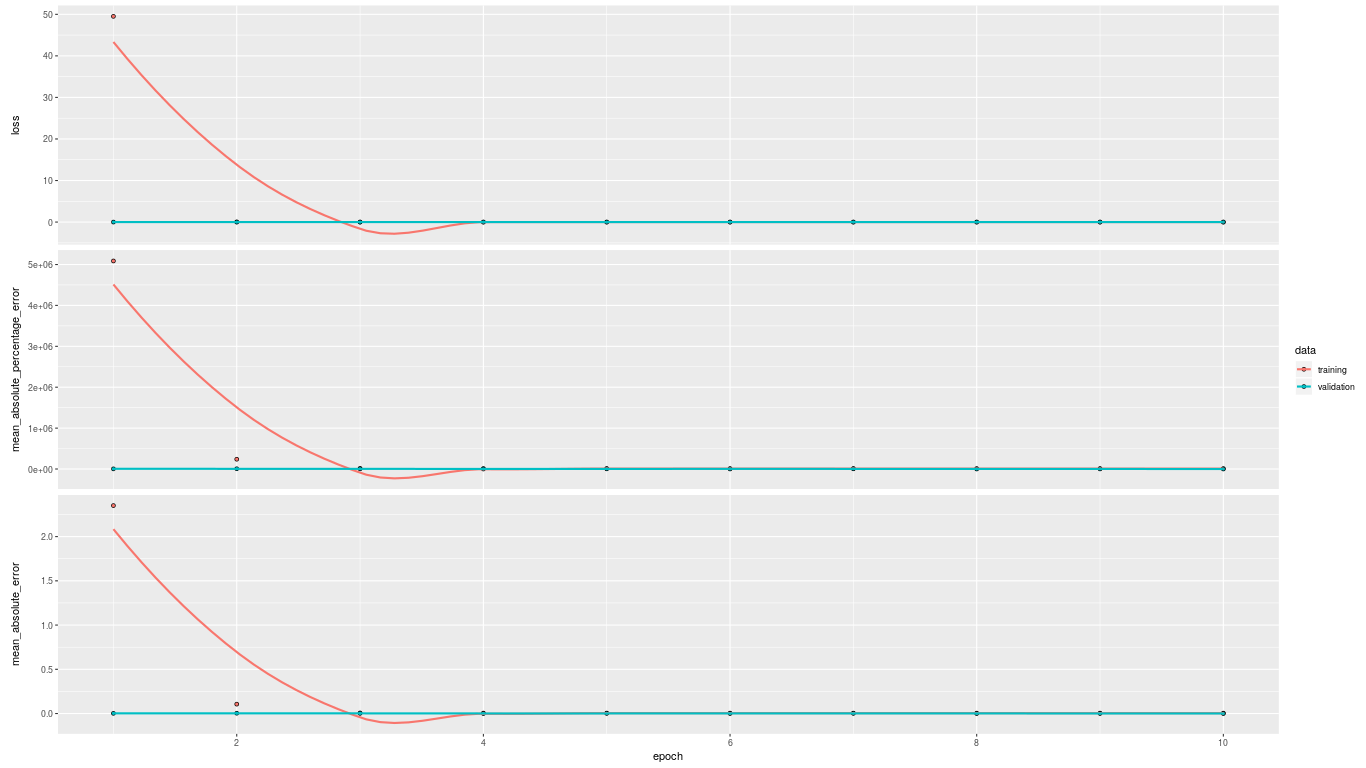 loss
50
40
30
20
10
0
mean_absolute_percentage_error
5e+06
4e+06
3e+06
2e+06
1e+06
0e+00
mean_absolute_error
2.0
1.5
1.0
0.5
0.0
2 4 6 8 10
epoch
data
training
validation